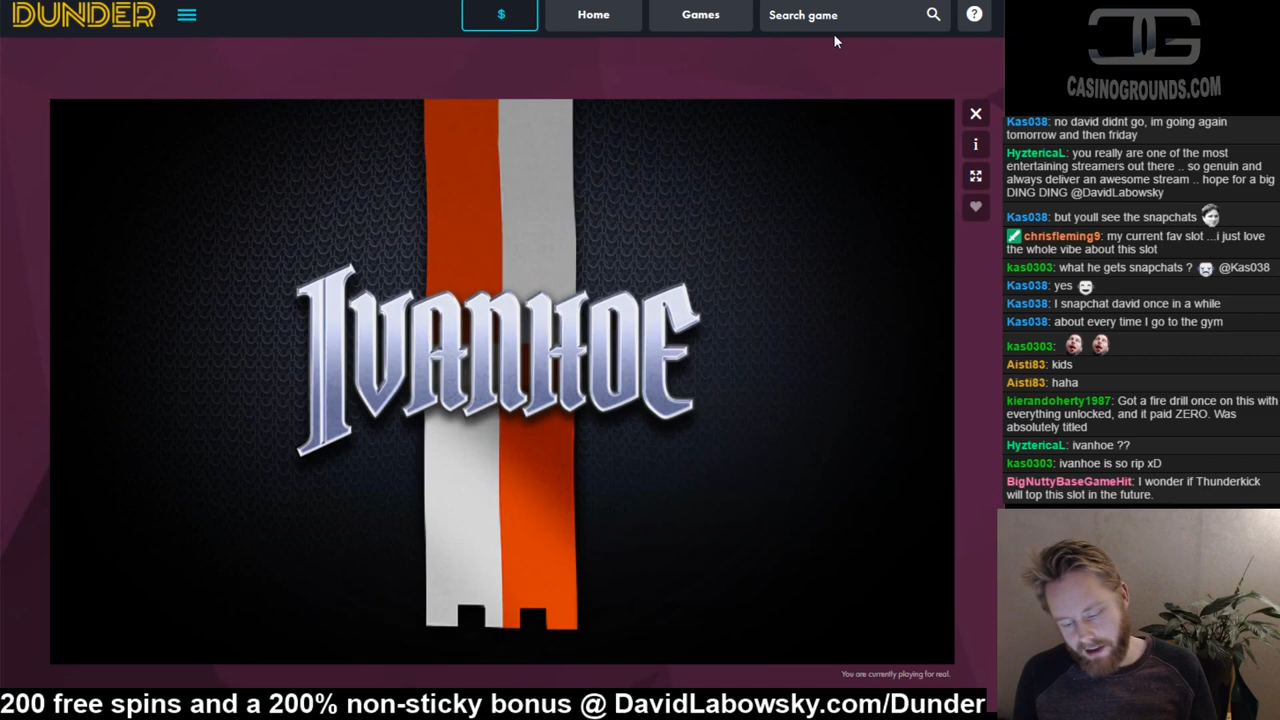 DUNDER
$
Home
Games
Search game
?
CG
CASINOGROUNDS.COM
IVANHOE
i
You are currently playing for real.
Kas038: no david didnt go, im going again
tomorrow and then friday
HyztericaL: you really are one of the most
entertaining streamers out there .. so genuin and
always deliver an awesome stream .. hope for a big
DING DING @DavidLabowsky
Kas038: but youll see the snapchats
chrisfleming9: my current fav slot ...i just love
the whole vibe about this slot
kas0303: what he gets snapchats ? @Kas038
Kas038: yes
Kas038: I snapchat david once in a while
Kas038: about every time I go to the gym
kas0303:
Aisti83: kids
Aisti83: haha
kierandoherty1987: Got a fire drill once on this with
everything unlocked, and it paid ZERO. Was
absolutely titled
HyztericaL: ivanhoe ??
kas0303: ivanhoe is so rip xD
BigNuttyBaseGameHit: I wonder if Thunderkick
will top this slot in the future.
200 free spins and a 200% non-sticky bonus @ DavidLabowsky.com/Dunder